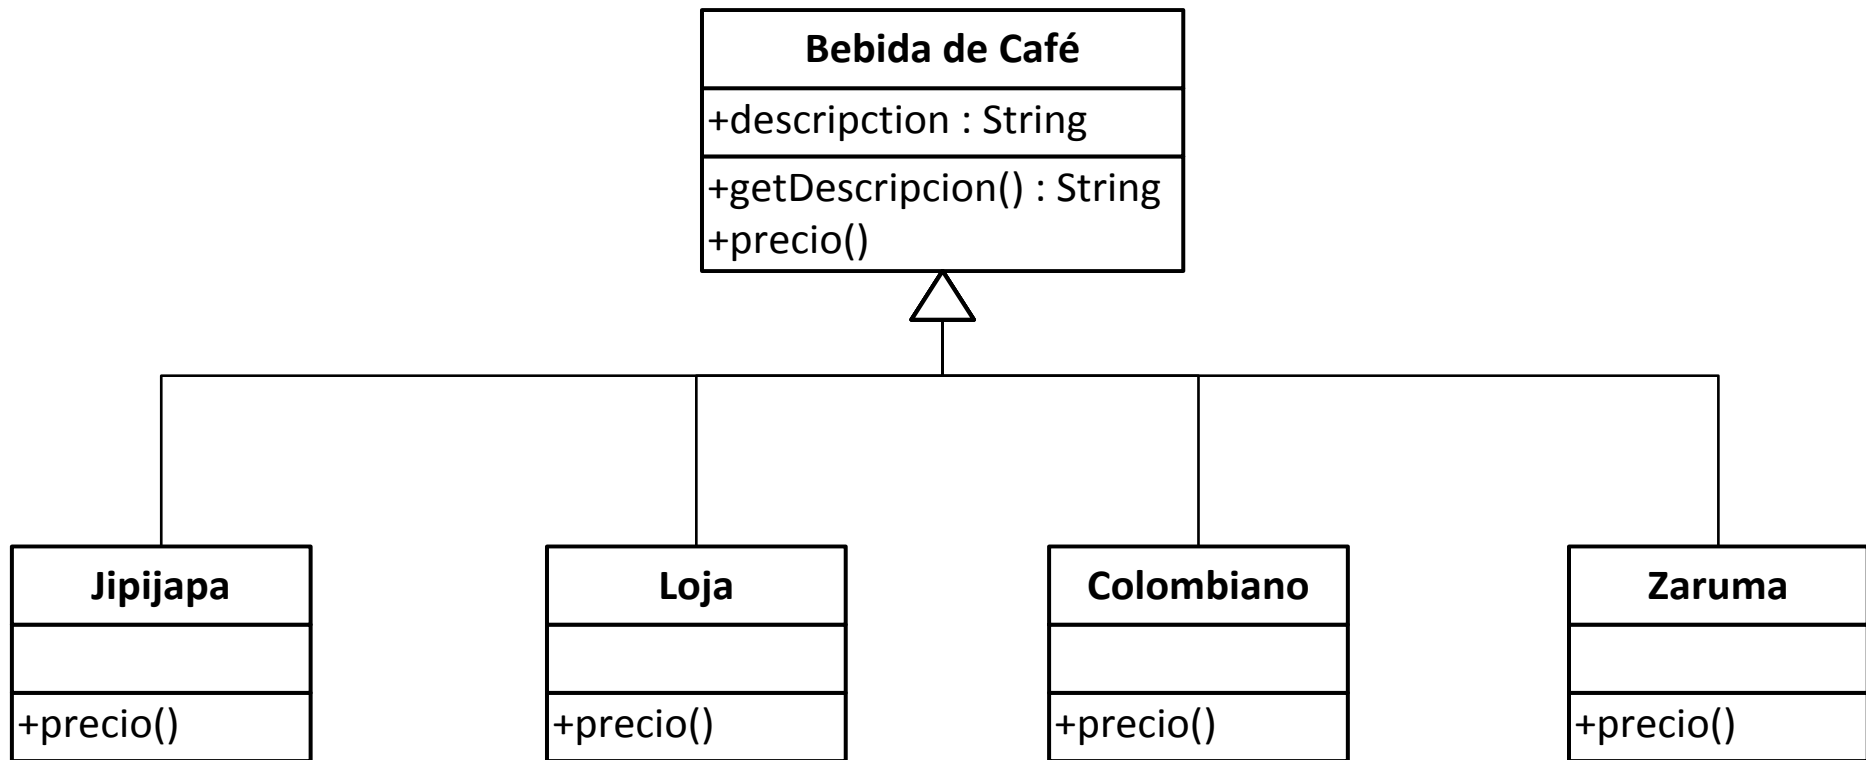 Bebida de Café
+descripction : String
+getDescripcion() : String
+precio()
Jipijapa
+precio()
Loja
+precio()
Colombiano
+precio()
Zaruma
+precio()